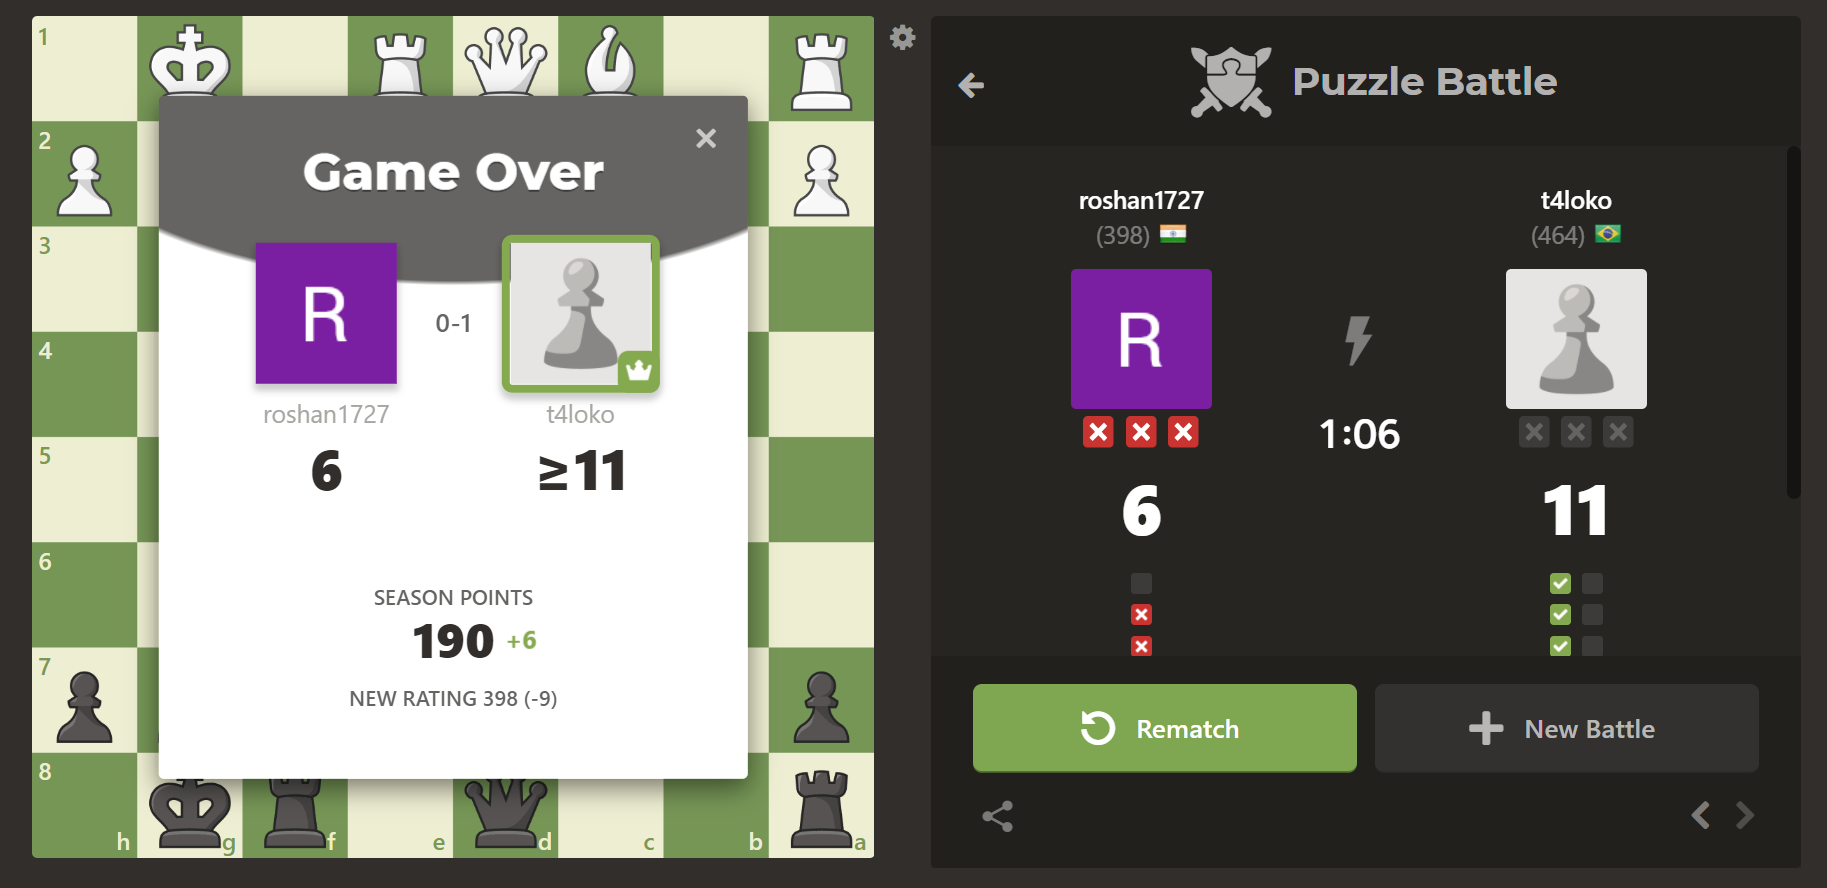 1
2
3
4
5
6
7
8
h
g
f
e
d
c
b
a
Game Over
R
0-1
roshan1727
t4loko
6
≥11
SEASON POINTS
190 +6
NEW RATING 398 (-9)
Puzzle Battle
roshan1727
(398)
t4loko
(464)
R
1:06
6
11
Rematch
New Battle